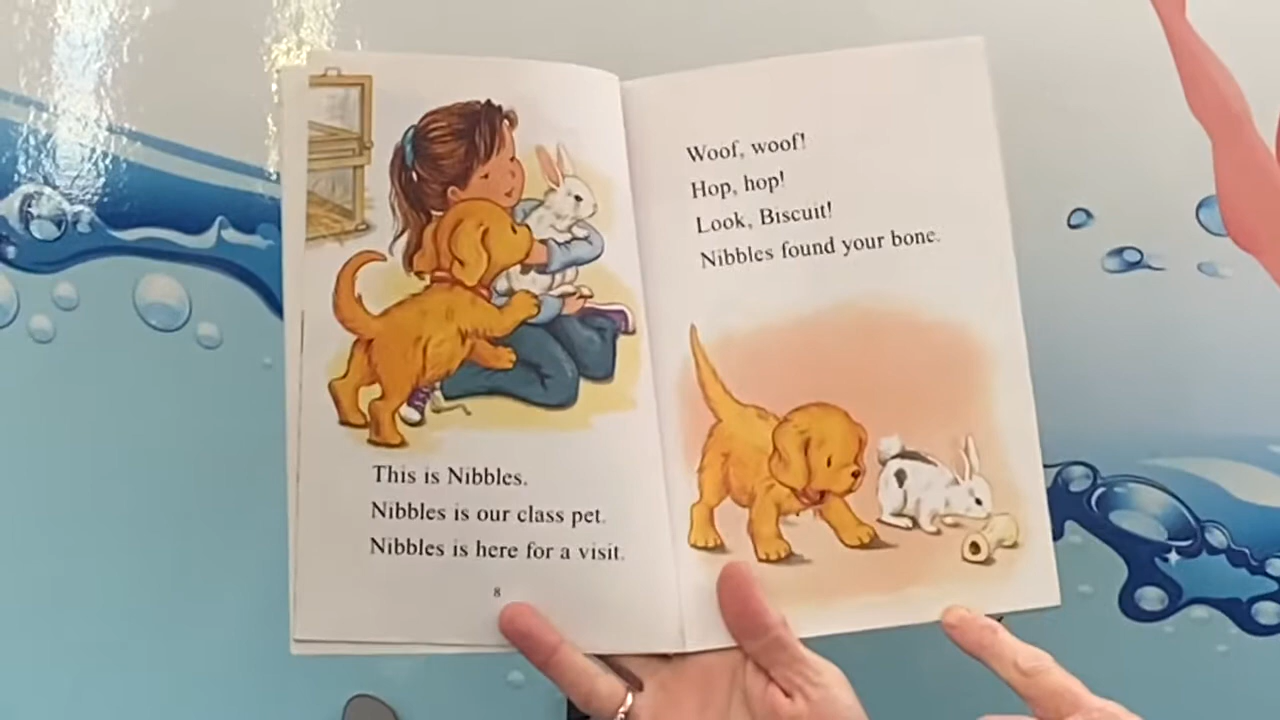 This is Nibbles.
Nibbles is our class pet.
Nibbles is here for a visit.
8
Woof, woof!
Hop, hop!
Look, Biscuit!
Nibbles found your bone.